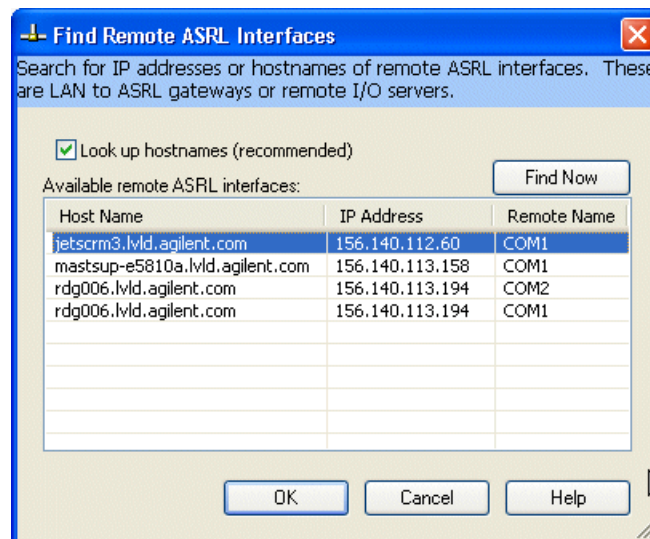 Find Remote ASRL Interfaces
Search for IP addresses or hostnames of remote ASRL interfaces. These
are LAN to ASRL gateways or remote I/O servers.
Look up hostnames (recommended)
Find Now
Available remote ASRL interfaces:
Host Name IP Address Remote Name
jetscrm3.lvld.agilent.com 156.140.112.60 COM1
mastsup-e5810a.lvld.agilent.com 156.140.113.158 COM1
rdg006.lvld.agilent.com 156.140.113.194 COM2
rdg006.lvld.agilent.com 156.140.113.194 COM1
OK Cancel Help